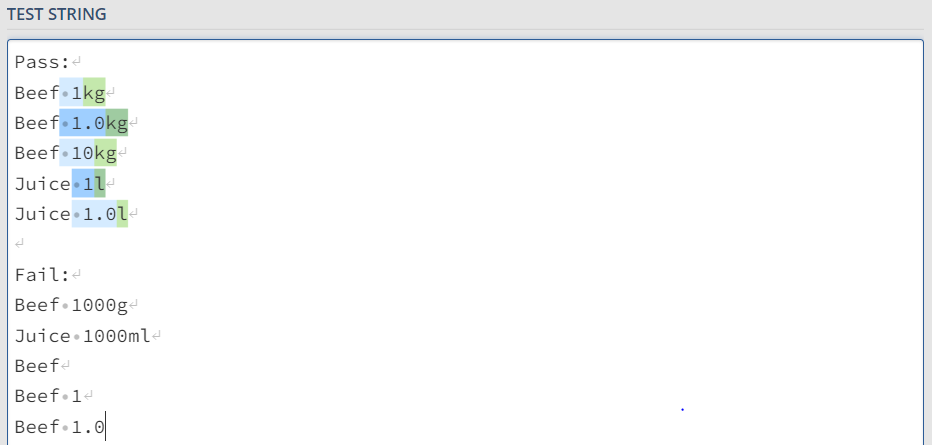 TEST STRING
Pass:
Beef 1kg
Beef 1.0kg
Beef 10kg
Juice 1l
Juice 1.0l
Fail:
Beef 1000g
Juice 1000ml
Beef
Beef 1
Beef 1.0